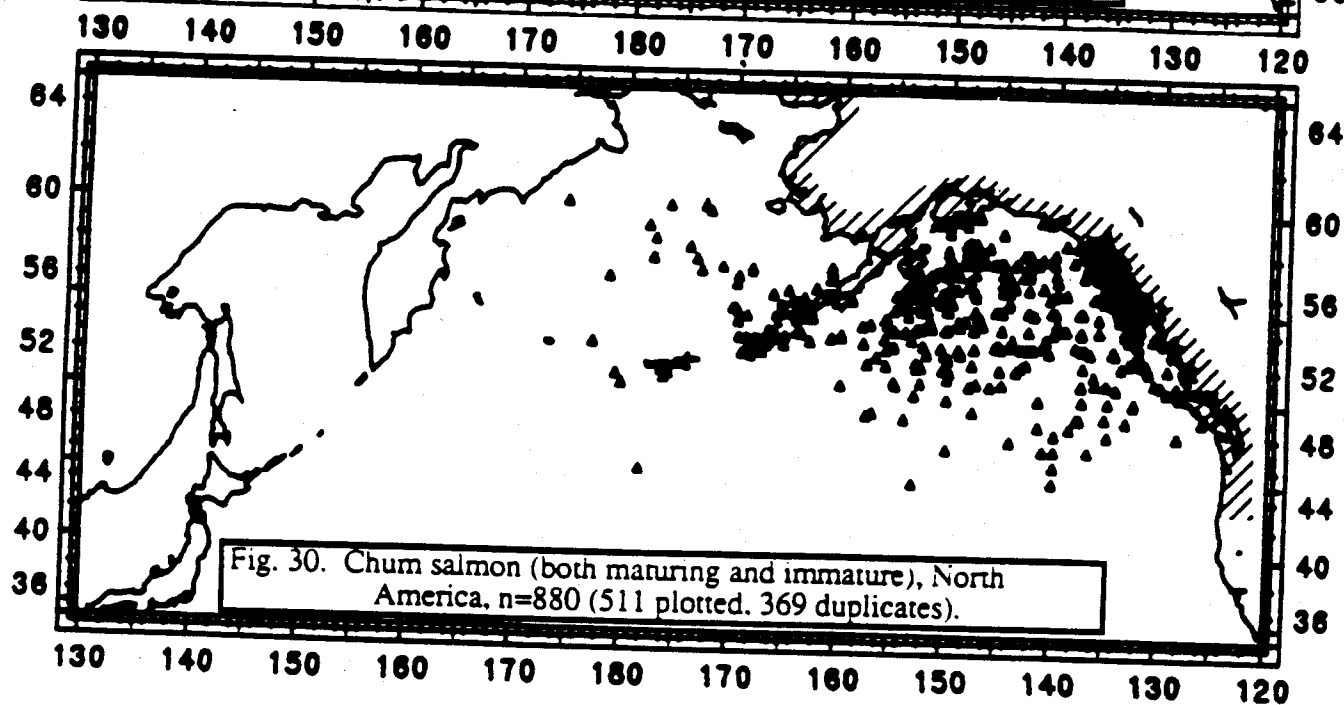 130 140 150 160 170 180 170 160 150 140 130 120
64 64
60 60
56 56
52 52
48 48
44 44
40 40
36 36
Fig. 30. Chum salmon (both maturing and immature), North
America, n=880 (511 plotted. 369 duplicates).
130 140 150 160 170 180 170 160 150 140 130 120